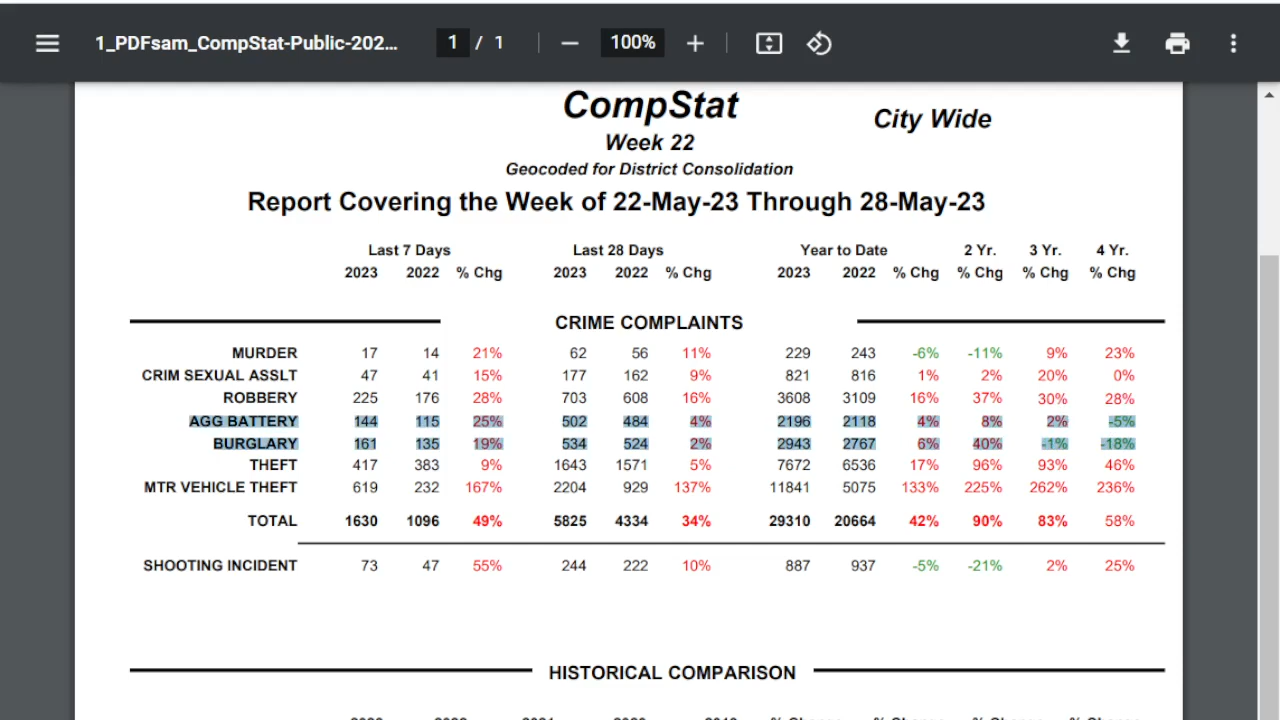 1_PDFsam_CompStat-Public-202... 1 / 1 100%
CompStat
City Wide
Week 22
Geocoded for District Consolidation
Report Covering the Week of 22-May-23 Through 28-May-23
Last 7 Days Last 28 Days Year to Date 2 Yr. 3 Yr. 4 Yr.
2023 2022 % Chg 2023 2022 % Chg 2023 2022 % Chg % Chg % Chg % Chg
CRIME COMPLAINTS
MURDER 17 14 21% 62 56 11% 229 243 -6% -11% 9% 23%
CRIM SEXUAL ASSLT 47 41 15% 177 162 9% 821 816 1% 2% 20% 0%
ROBBERY 225 176 28% 703 608 16% 3608 3109 16% 37% 30% 28%
AGG BATTERY 144 115 25% 502 484 4% 2196 2118 4% 8% 2% -5%
BURGLARY 161 135 19% 534 524 2% 2943 2767 6% 40% -1% -18%
THEFT 417 383 9% 1643 1571 5% 7672 6536 17% 96% 93% 46%
MTR VEHICLE THEFT 619 232 167% 2204 929 137% 11841 5075 133% 225% 262% 236%
TOTAL 1630 1096 49% 5825 4334 34% 29310 20664 42% 90% 83% 58%
SHOOTING INCIDENT 73 47 55% 244 222 10% 887 937 -5% -21% 2% 25%
HISTORICAL COMPARISON